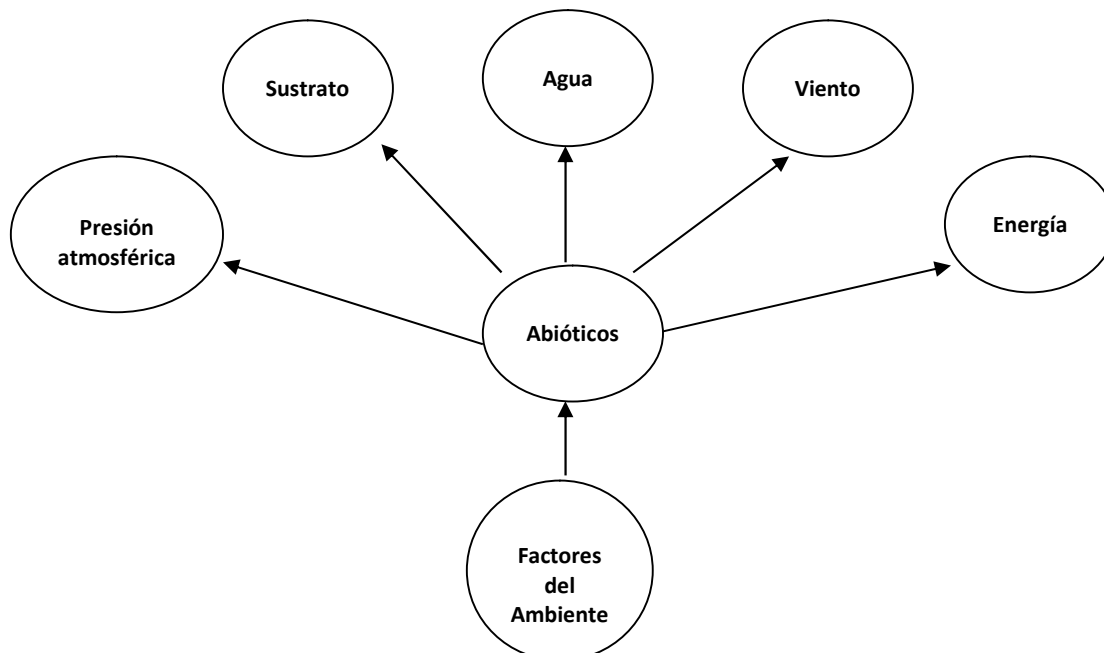 Sustrato
Agua
Viento
Presión
atmosférica
Energía
Abióticos
Factores
del
Ambiente